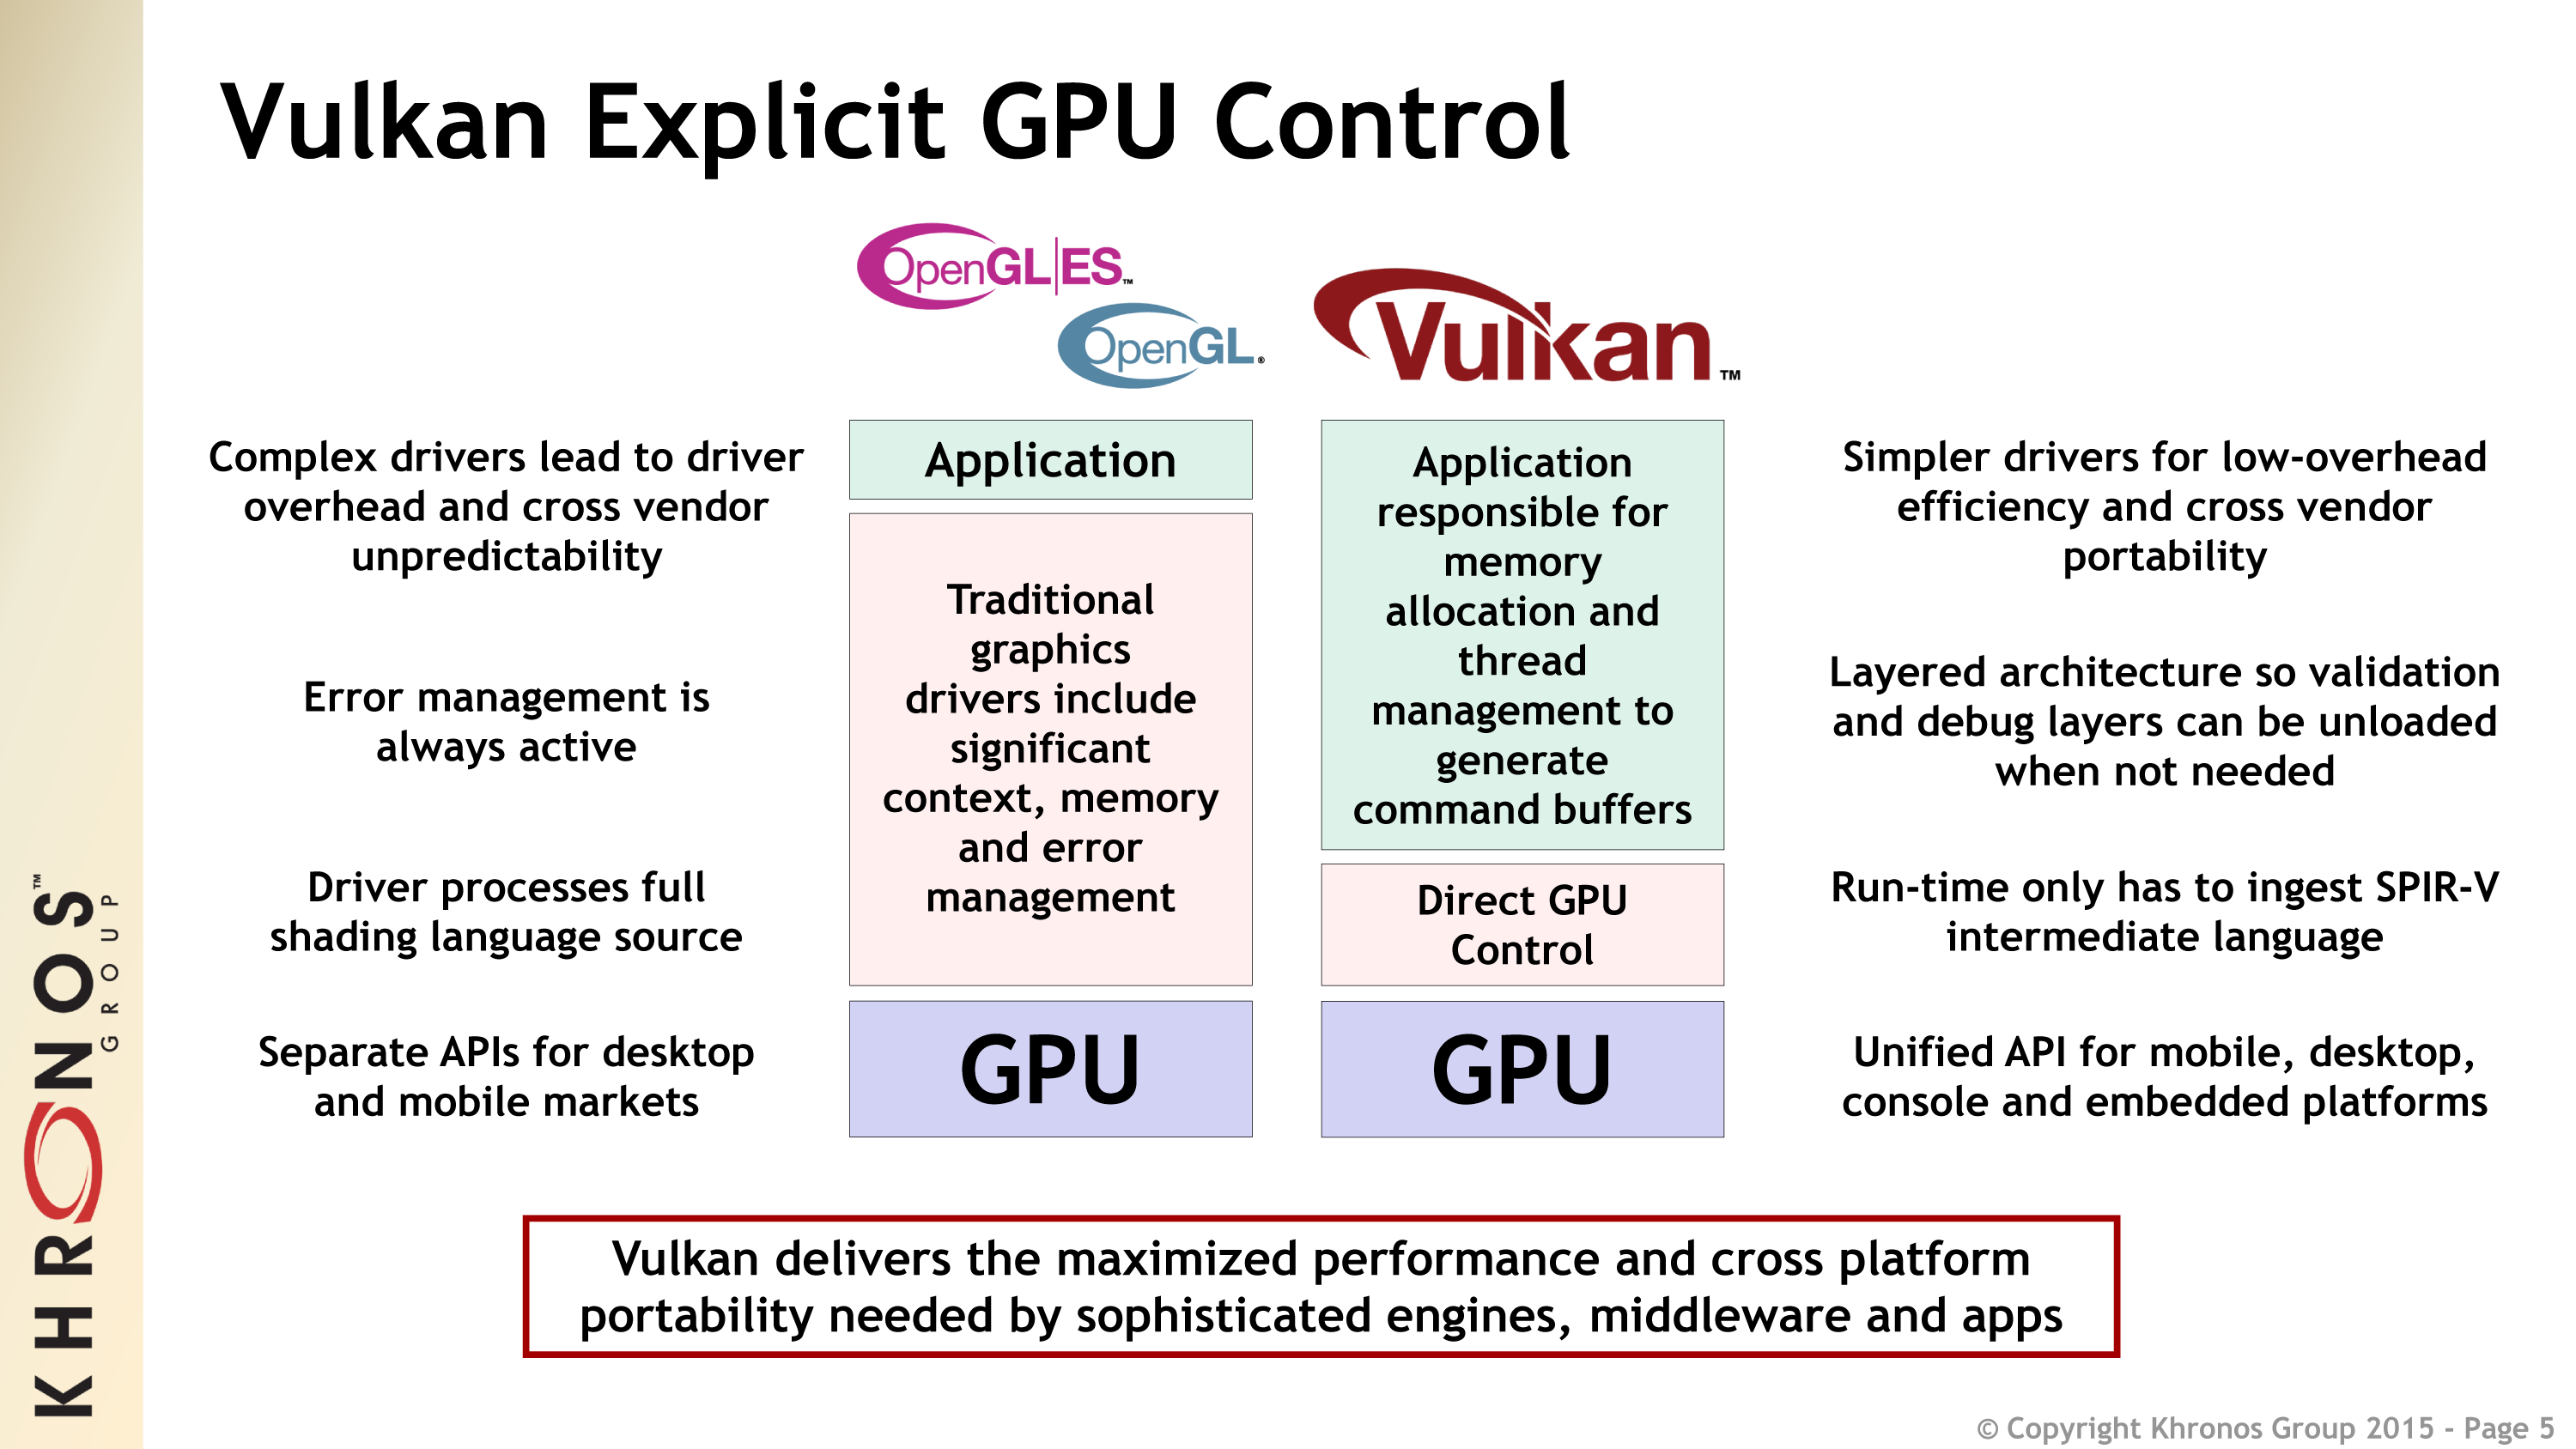 Vulkan Explicit GPU Control
OpenGL|ES™
OpenGL®
Vulkan™
Complex drivers lead to driver
overhead and cross vendor
unpredictability
Error management is
always active
Driver processes full
shading language source
Separate APIs for desktop
and mobile markets
Application
Traditional
graphics
drivers include
significant
context, memory
and error
management
GPU
Application
responsible for
memory
allocation and
thread
management to
generate
command buffers
Direct GPU
Control
GPU
Simpler drivers for low-overhead
efficiency and cross vendor
portability
Layered architecture so validation
and debug layers can be unloaded
when not needed
Run-time only has to ingest SPIR-V
intermediate language
Unified API for mobile, desktop,
console and embedded platforms
Vulkan delivers the maximized performance and cross platform
portability needed by sophisticated engines, middleware and apps
KHRONOS™
GROUP
© Copyright Khronos Group 2015 - Page 5